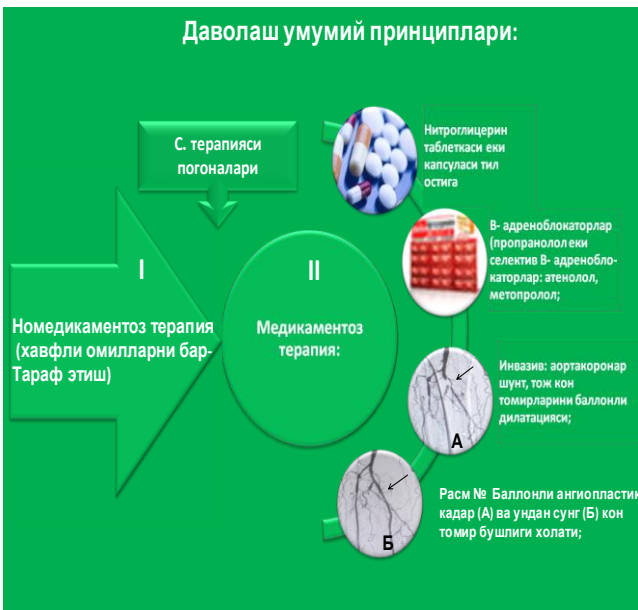 Даволаш умумий принциплари:
С. терапияси
погоналари
I
Номедикаментоз терапия
(хавфли омилларни бар-
Тараф этиш)
II
Медикаментоз
терапия:
Нитроглицерин
таблеткаси еки
капсуласи тил
остига
В- адреноблокаторлар
(пропранолол еки
селектив В- адренобло-
каторлар: атенолол,
метопролол;
Инвазив: аортакоронар
шунт, тож кон
томирларини баллонли
дилатацияси;
А
Б
Расм № Баллонли ангиопластик
кадар (А) ва ундан сунг (Б) кон
томир бушлиги холати;